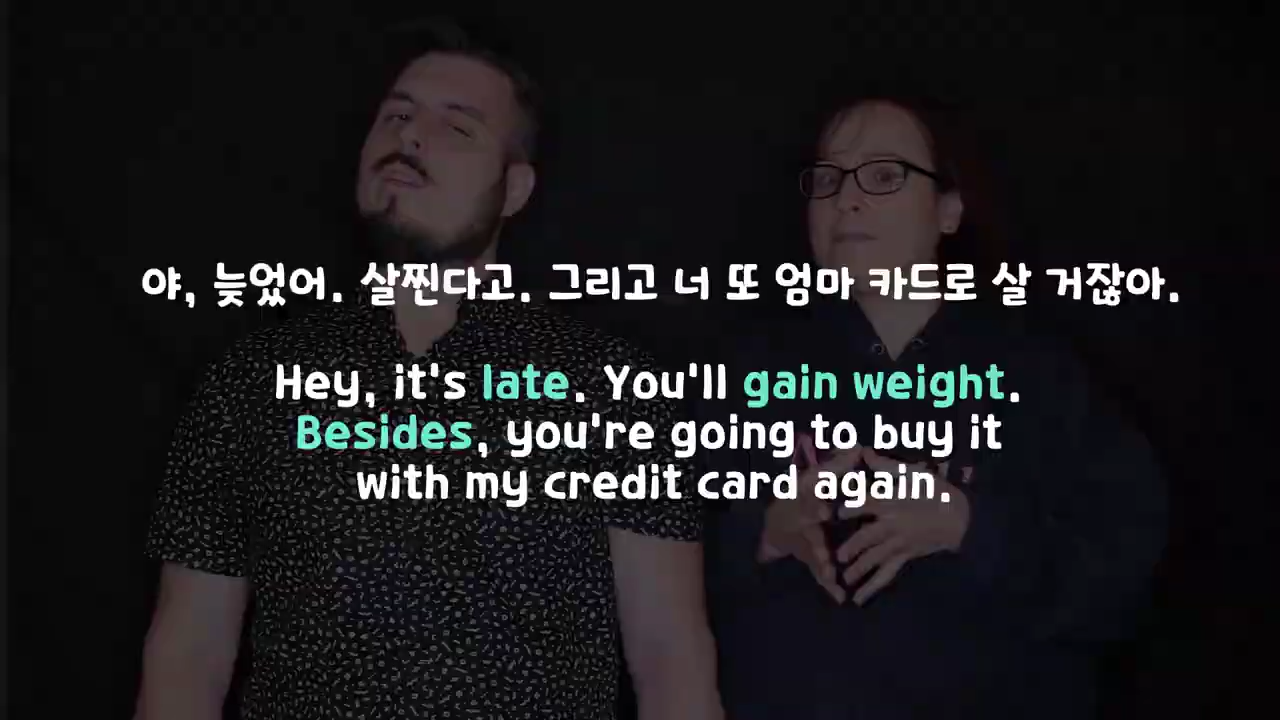 야, 늦었어. 살찐다고. 그리고 너 또 엄마 카드로 살 거잖아.
Hey, it's late. You'll gain weight.
Besides, you're going to buy it
with my credit card again.